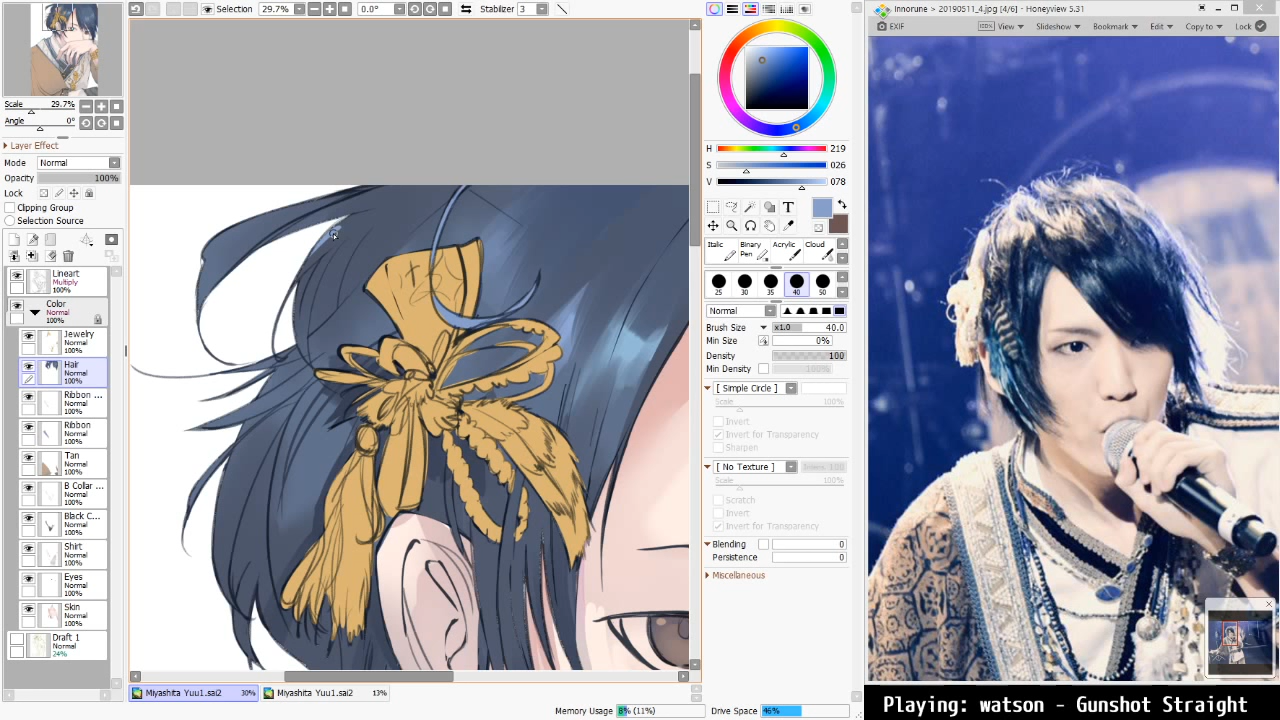 Selection
29.7%
0.0°
Stabilizer
3
Innorune > 20190511_4.jpg [4/6] - Honeyview 5.31
EXIF
View
Slideshow
Bookmark
Edit
Copy to
Lock
Scale
29.7%
Angle
0°
Layer Effect
Mode
Normal
Opacity
100%
Lock
Clipping Group
Selection Source
Lineart
Multiply
100%
Color
Normal
100%
Jewelry
Normal
100%
Hair
Normal
100%
Ribbon ...
Normal
100%
Ribbon
Normal
100%
Tan
Normal
100%
B Collar ...
Normal
100%
Black C...
Normal
100%
Shirt
Normal
100%
Eyes
Normal
100%
Skin
Normal
100%
Draft 1
Normal
24%
H
219
S
026
V
078
T
Italic
Binary
Pen
Acrylic
Cloud
25
30
35
40
50
Normal
Brush Size
x1.0
40.0
Min Size
0%
Density
100
Min Density
100%
[ Simple Circle ]
Scale
100%
Invert
Invert for Transparency
Sharpen
[ No Texture ]
Scale
100%
Scratch
Invert
Invert for Transparency
Blending
0
Persistence
0
Miscellaneous
Miyashita Yuu1.sai2
30%
Miyashita Yuu1.sai2
13%
Memory Usage
8% (11%)
Drive Space
46%
Playing: watson - Gunshot Straight